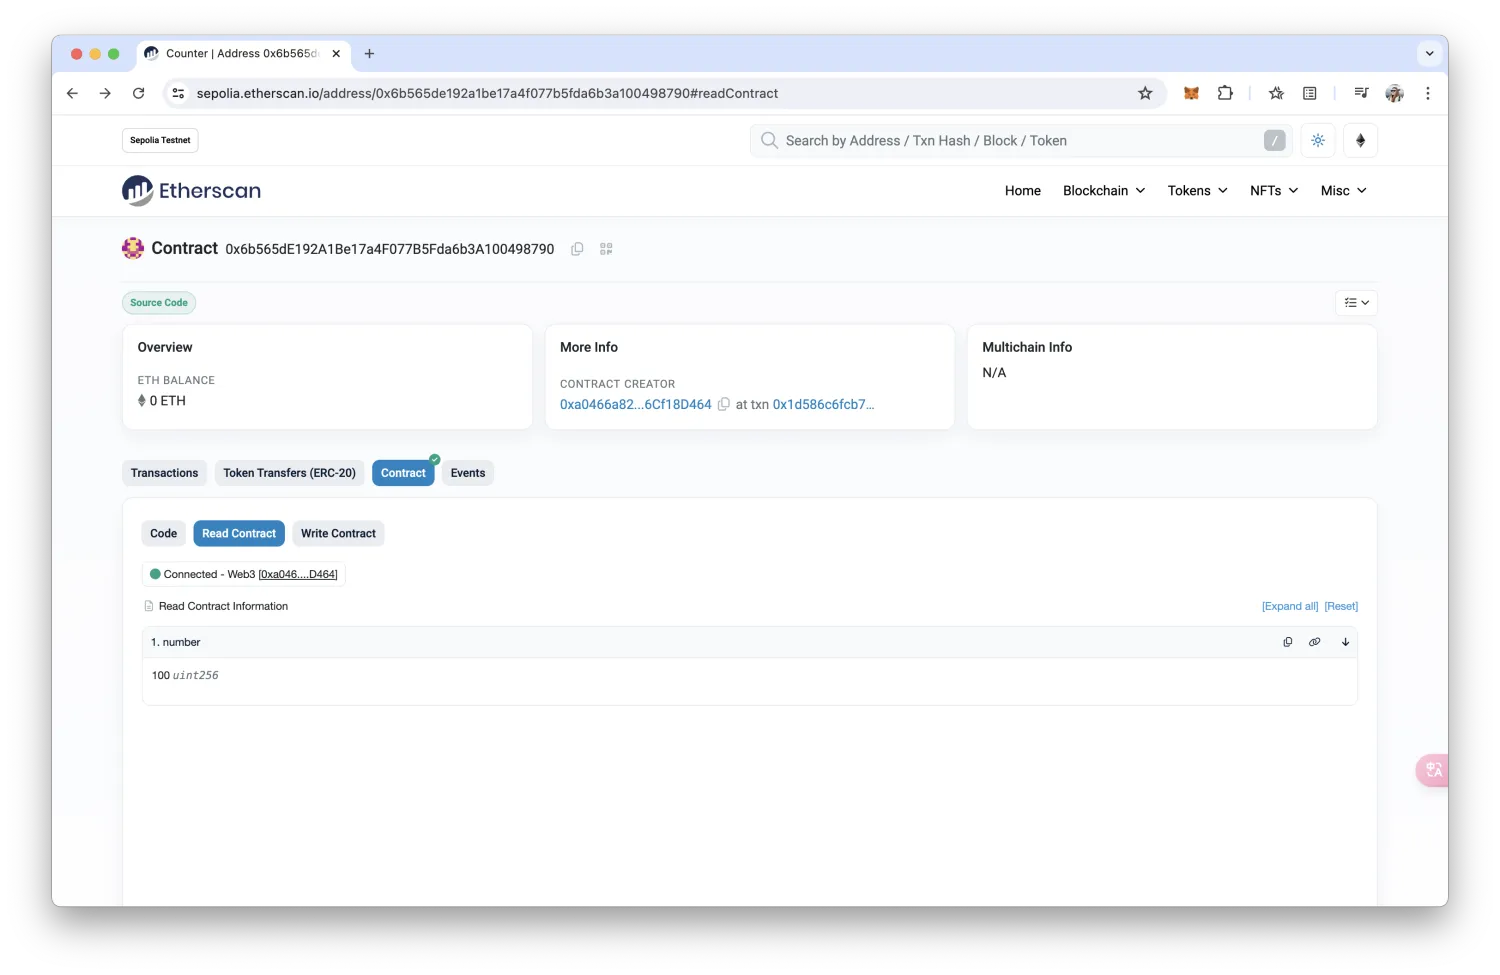 Counter | Address 0x6b565d
sepolia.etherscan.io/address/0x6b565de192a1be17a4f077b5fda6b3a100498790#readContract
Sepolia Testnet
Search by Address / Txn Hash / Block / Token
/
Etherscan
Home Blockchain Tokens NFTs Misc
Contract 0x6b565dE192A1Be17a4F077B5Fda6b3A100498790
Source Code
Overview
ETH BALANCE
0 ETH
More Info
CONTRACT CREATOR
0xa0466a82...6Cf18D464 at txn 0x1d586c6fcb7...
Multichain Info
N/A
Transactions Token Transfers (ERC-20) Contract Events
Code Read Contract Write Contract
Connected - Web3 [0xa046....D464]
Read Contract Information [Expand all] [Reset]
1. number
100 uint256
中A